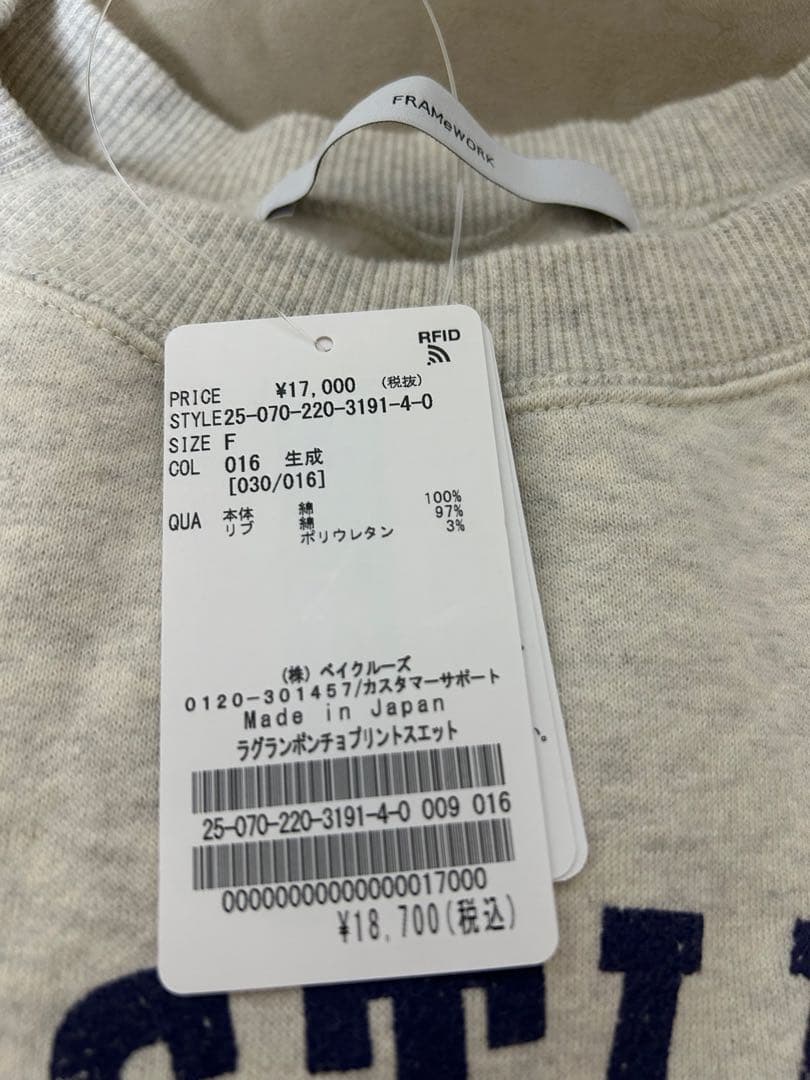 FRAMeWORK
RFID
PRICE ¥17,000 (税抜)
STYLE25-070-220-3191-4-0
SIZE F
COL 016 生成
[030/016]
QUA 本体 綿 100%
リブ 綿 97%
ポリウレタン 3%
(株) ベイクルーズ
0120-301457/カスタマーサポート
Made in Japan
ラグランポンチョプリントスエット
25-070-220-3191-4-0 009 016
00000000000000017000
¥18,700(税込)
い。